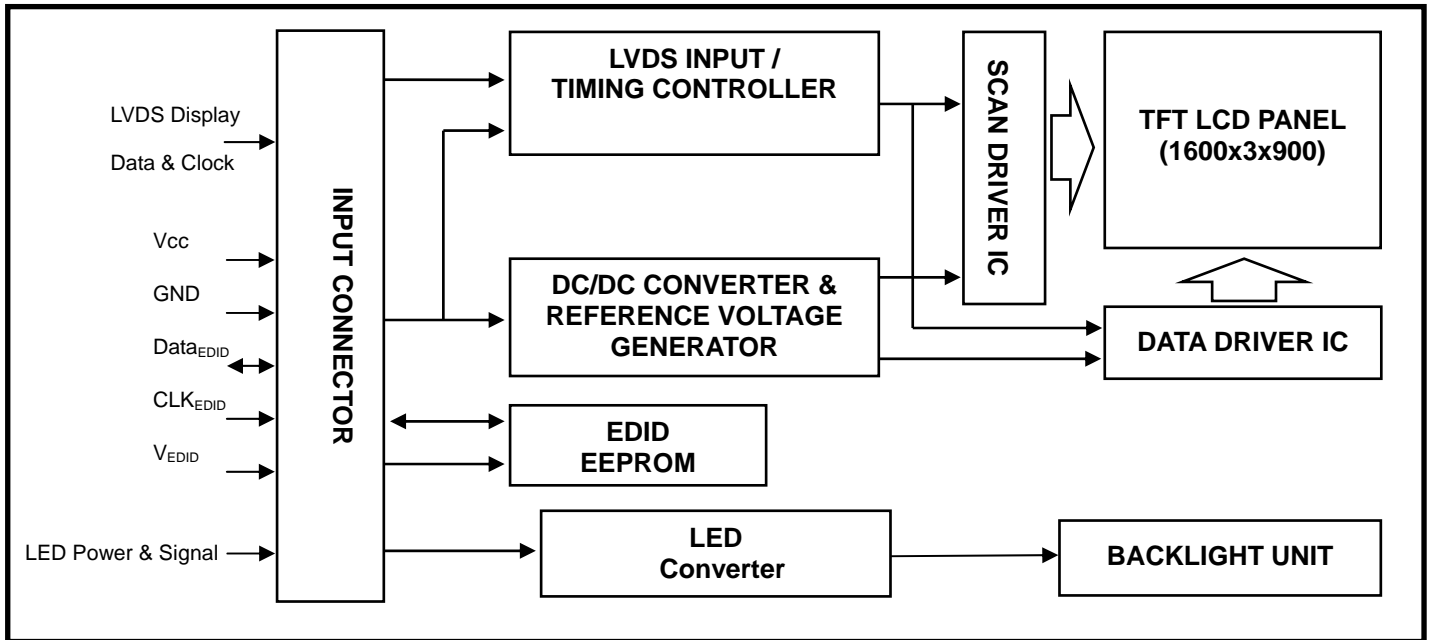 LVDS Display
Data & Clock
Vcc
GND
DataEDID
CLKEDID
VEDID
LED Power & Signal
INPUT CONNECTOR
LVDS INPUT /
TIMING CONTROLLER
DC/DC CONVERTER &
REFERENCE VOLTAGE
GENERATOR
EDID
EEPROM
LED
Converter
SCAN DRIVER IC
TFT LCD PANEL
(1600x3x900)
DATA DRIVER IC
BACKLIGHT UNIT